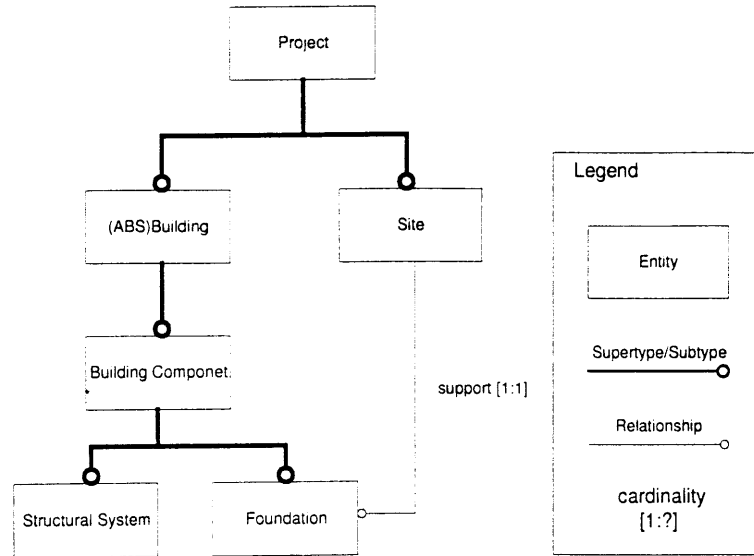 Project
(ABS)Building
Site
Building Componet
support [1:1]
Structural System
Foundation
Legend
Entity
Supertype/Subtype
Relationship
cardinality
[1:?]